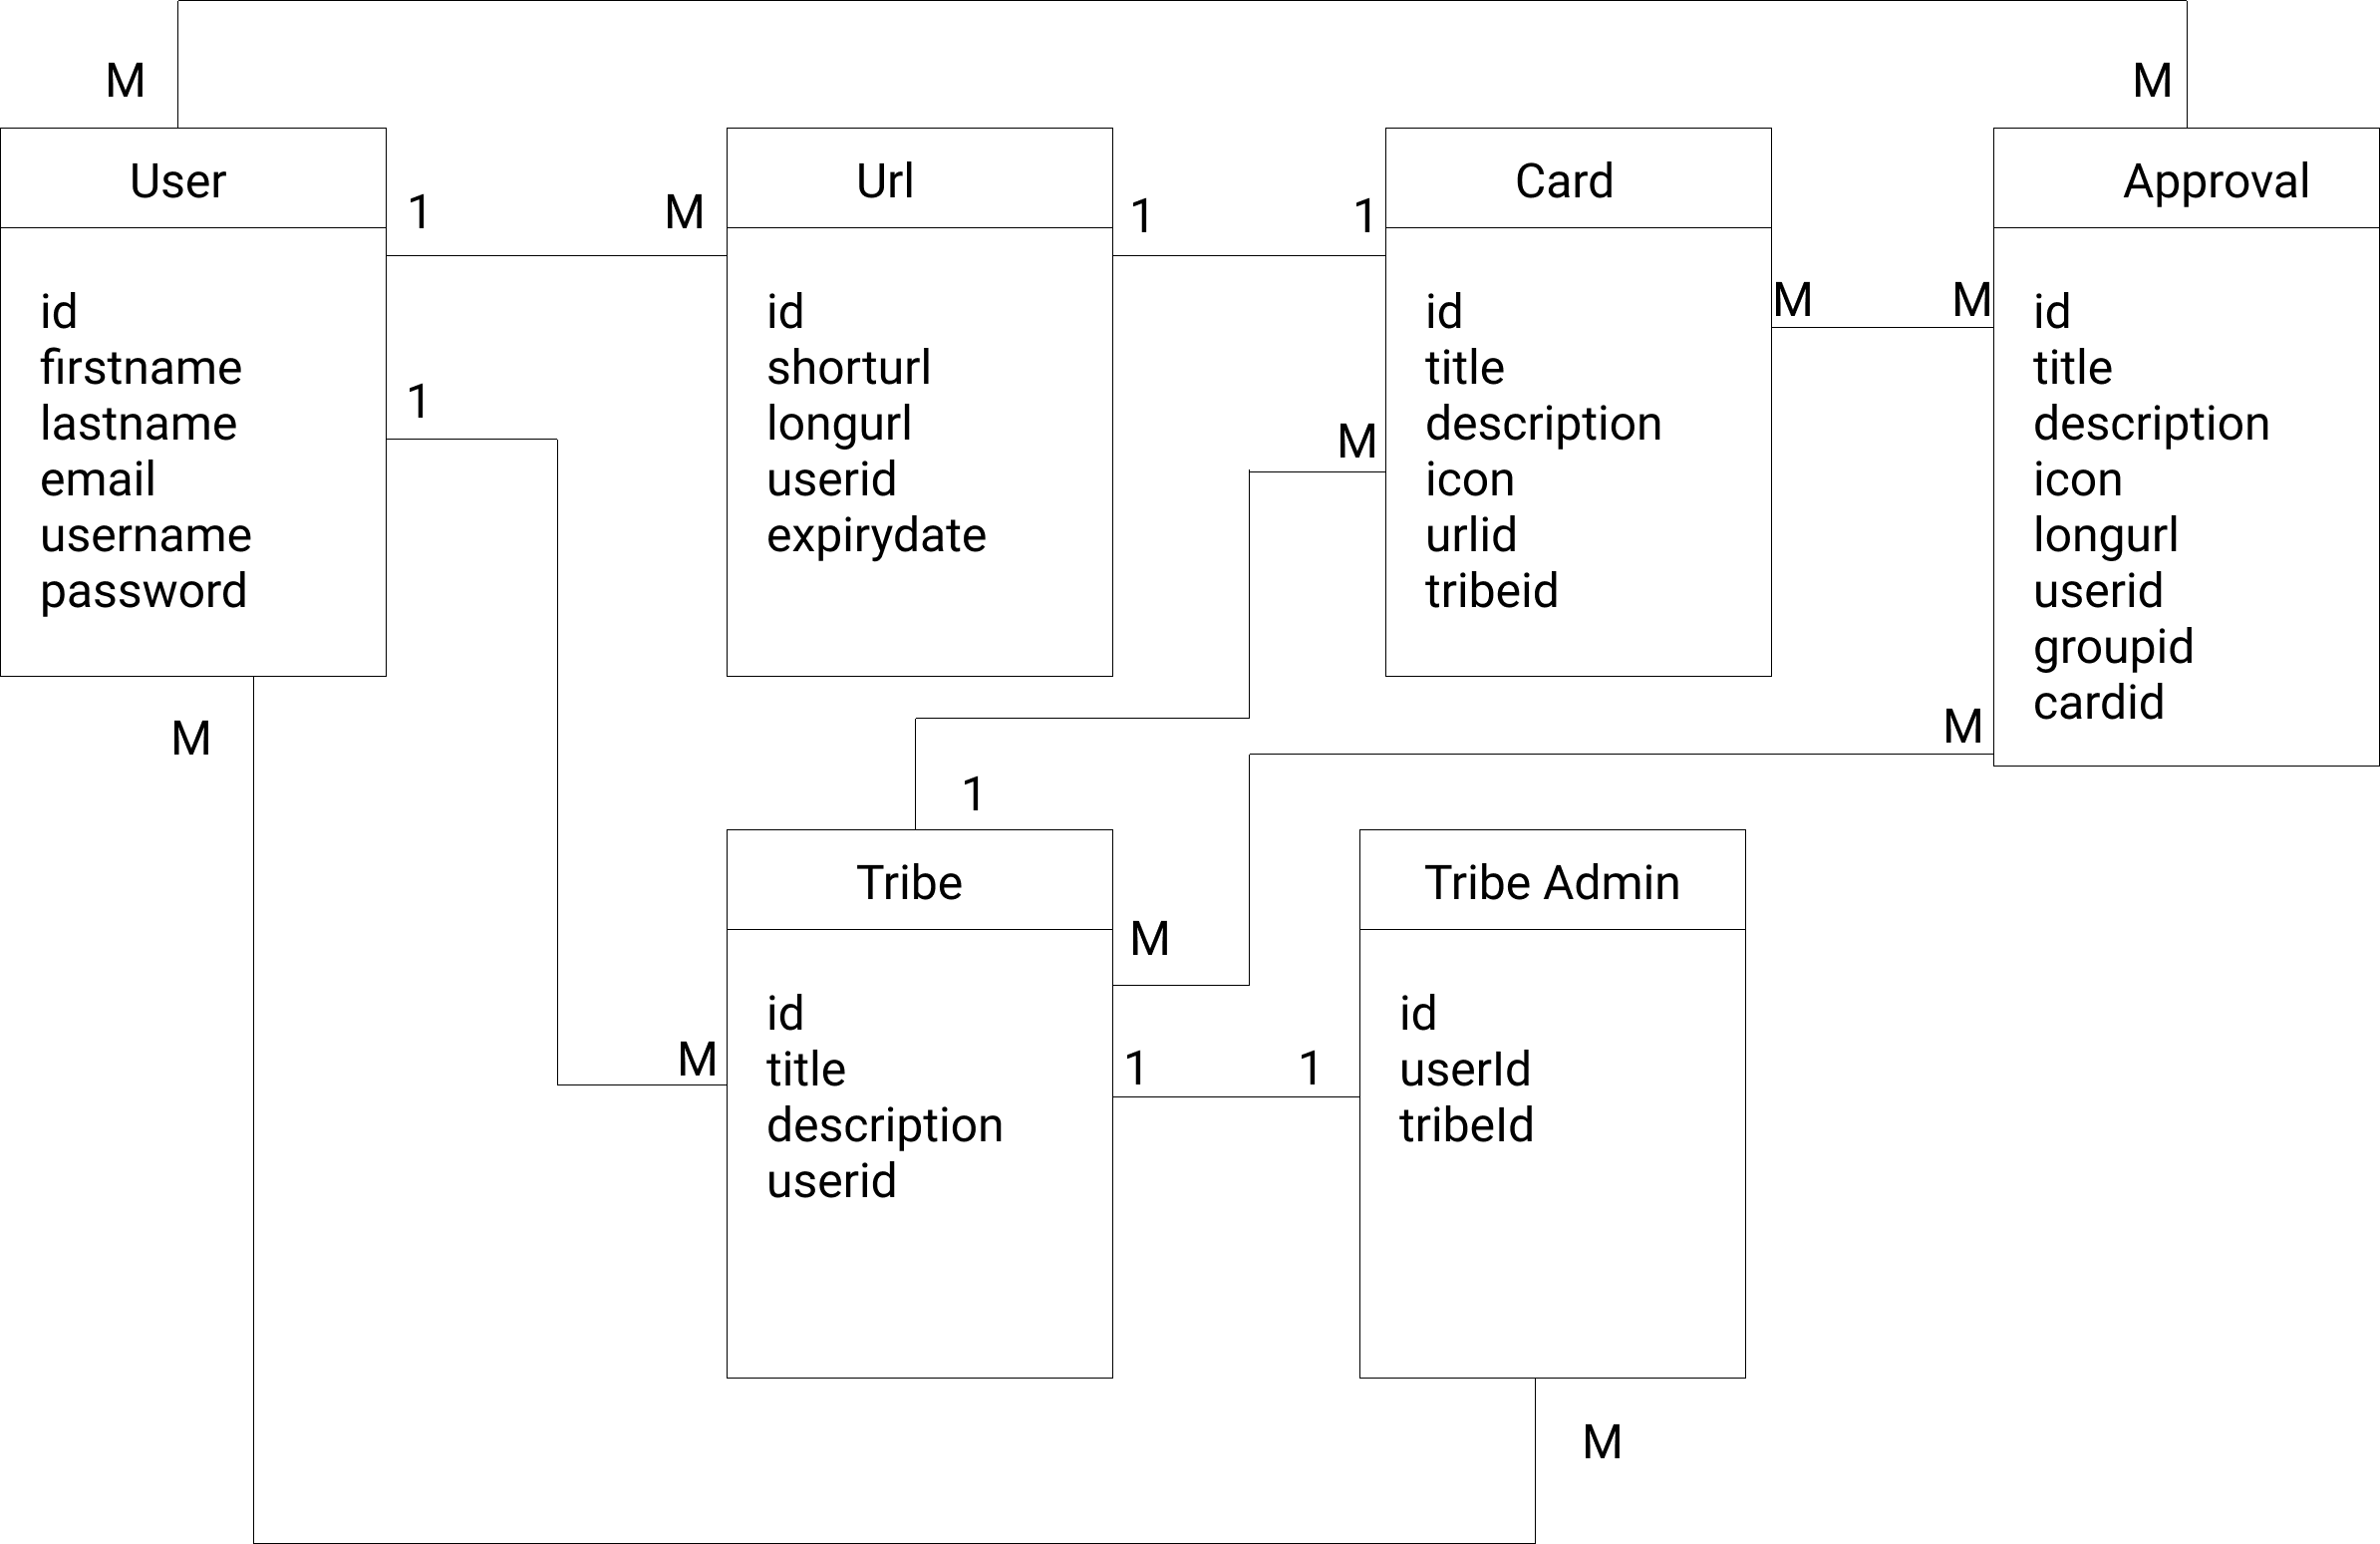 M
M
User
1
M
id
firstname
lastname
email
username
password
1
M
Url
1
id
shorturl
longurl
userid
expirydate
Card
1
M
id
title
description
icon
urlid
tribeid
M
M
Approval
id
title
description
icon
longurl
userid
groupid
cardid
M
1
Tribe
M
M
1
id
title
description
userid
Tribe Admin
1
id
userId
tribeId
M